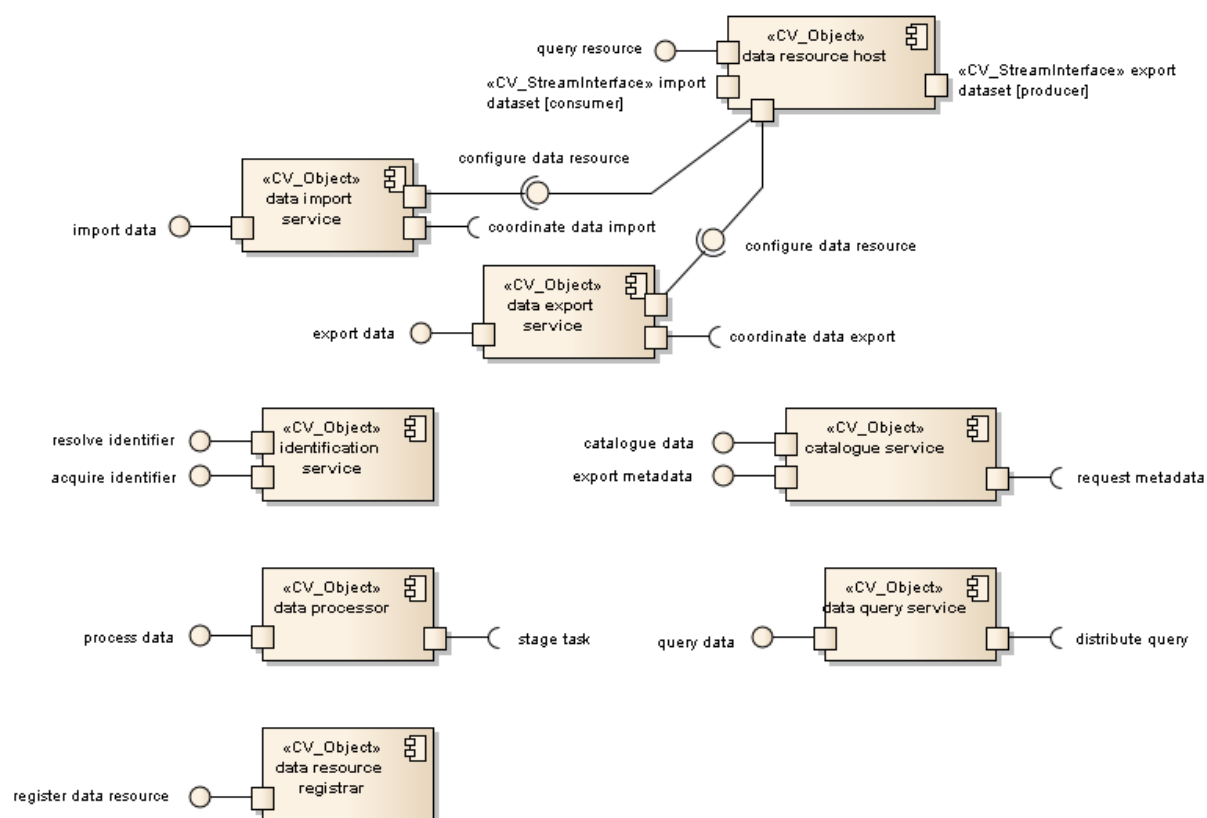 «CV_Object»
data resource host
query resource
«CV_StreamInterface» import
dataset [consumer]
«CV_StreamInterface» export
dataset [producer]
configure data resource
«CV_Object»
data import
service
import data
coordinate data import
configure data resource
«CV_Object»
data export
service
export data
coordinate data export
«CV_Object»
identification
service
resolve identifier
acquire identifier
«CV_Object»
catalogue service
catalogue data
export metadata
request metadata
«CV_Object»
data processor
process data
stage task
«CV_Object»
data query service
query data
distribute query
«CV_Object»
data resource
registrar
register data resource